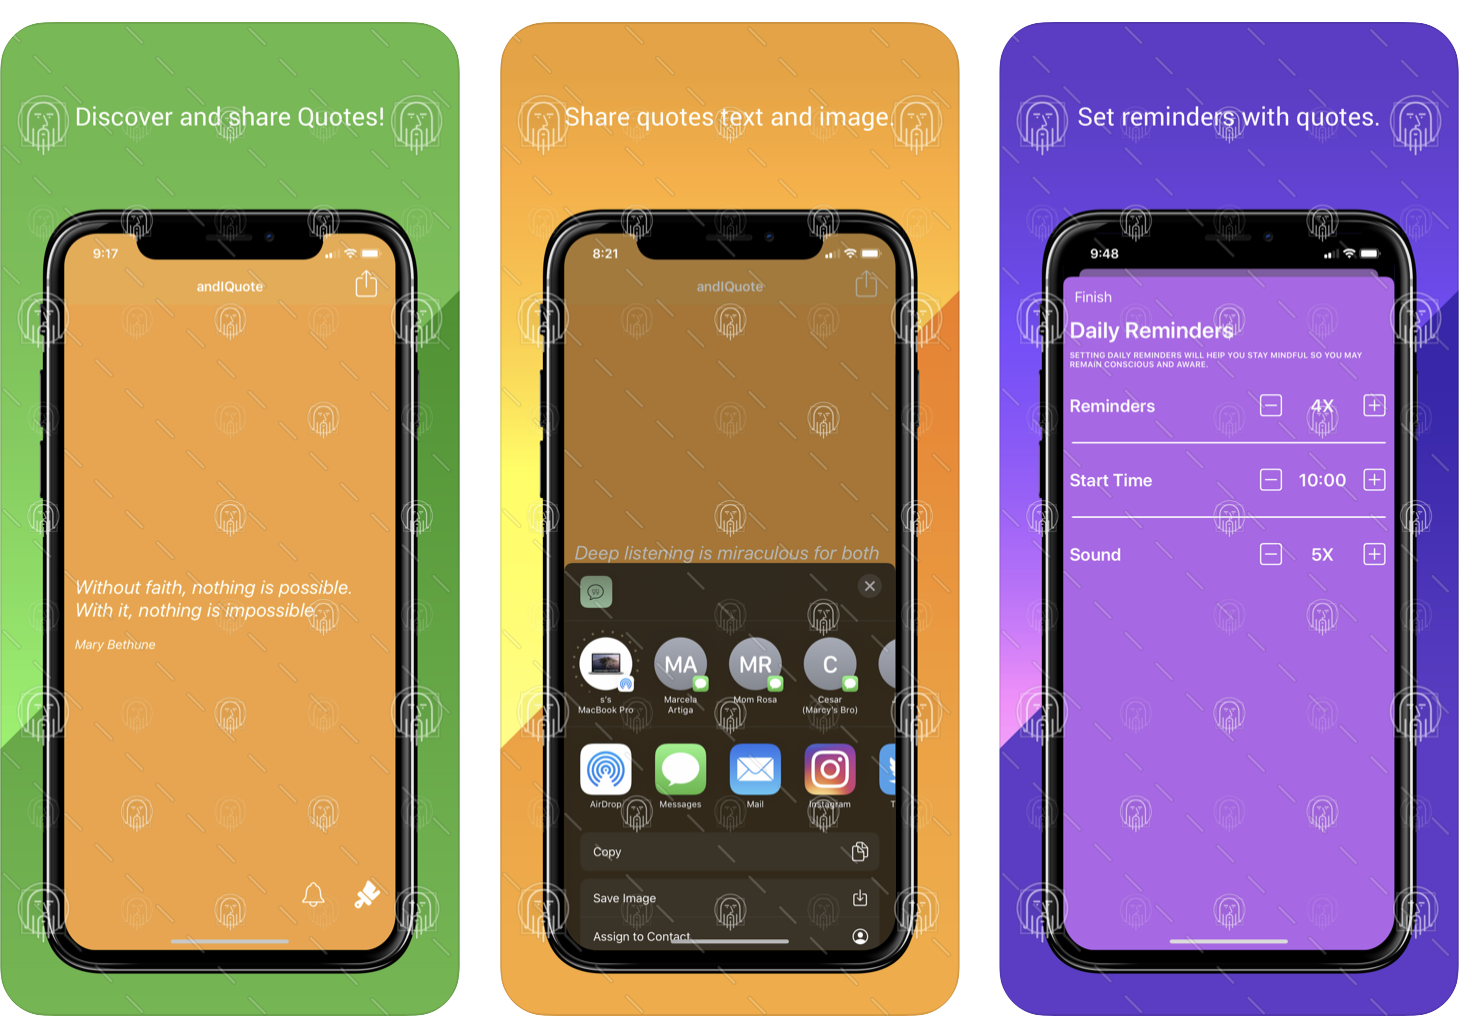 Discover and share Quotes!
9:17
andIQuote
Without faith, nothing is possible.
With it, nothing is impossible.
Mary Bethune
Share quotes text and image.
8:21
andIQuote
Deep listening is miraculous for both
s's
MacBook Pro
MA
Marcela
Artiga
MR
Mom Rosa
C
Cesar
(Marcy's Bro)
AirDrop
Messages
Mail
Instagram
T
Copy
Save Image
Assign to Contact
Set reminders with quotes.
9:48
Finish
Daily Reminders
SETTING DAILY REMINDERS WILL HEIP YOU STAY MINDFUL SO YOU MAY
REMAIN CONSCIOUS AND AWARE.
Reminders 4X
Start Time 10:00
Sound 5X